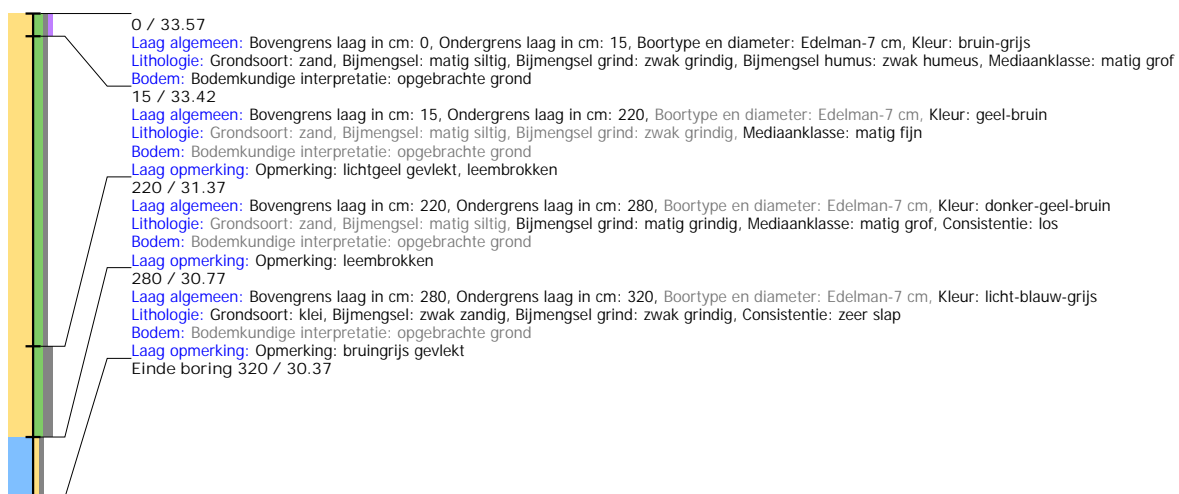 0 / 33.57
Laag algemeen: Bovengrens laag in cm: 0, Ondergrens laag in cm: 15, Boortype en diameter: Edelman-7 cm, Kleur: bruin-grijs
Lithologie: Grondsoort: zand, Bijmengsel: matig siltig, Bijmengsel grind: zwak grindig, Bijmengsel humus: zwak humeus, Mediaanklasse: matig grof
Bodem: Bodemkundige interpretatie: opgebrachte grond
15 / 33.42
Laag algemeen: Bovengrens laag in cm: 15, Ondergrens laag in cm: 220, Boortype en diameter: Edelman-7 cm, Kleur: geel-bruin
Lithologie: Grondsoort: zand, Bijmengsel: matig siltig, Bijmengsel grind: zwak grindig, Mediaanklasse: matig fijn
Bodem: Bodemkundige interpretatie: opgebrachte grond
Laag opmerking: Opmerking: lichtgeel gevlekt, leembrokken
220 / 31.37
Laag algemeen: Bovengrens laag in cm: 220, Ondergrens laag in cm: 280, Boortype en diameter: Edelman-7 cm, Kleur: donker-geel-bruin
Lithologie: Grondsoort: zand, Bijmengsel: matig siltig, Bijmengsel grind: matig grindig, Mediaanklasse: matig grof, Consistentie: los
Bodem: Bodemkundige interpretatie: opgebrachte grond
Laag opmerking: Opmerking: leembrokken
280 / 30.77
Laag algemeen: Bovengrens laag in cm: 280, Ondergrens laag in cm: 320, Boortype en diameter: Edelman-7 cm, Kleur: licht-blauw-grijs
Lithologie: Grondsoort: klei, Bijmengsel: zwak zandig, Bijmengsel grind: zwak grindig, Consistentie: zeer slap
Bodem: Bodemkundige interpretatie: opgebrachte grond
Laag opmerking: Opmerking: bruingrijs gevlekt
Einde boring 320 / 30.37